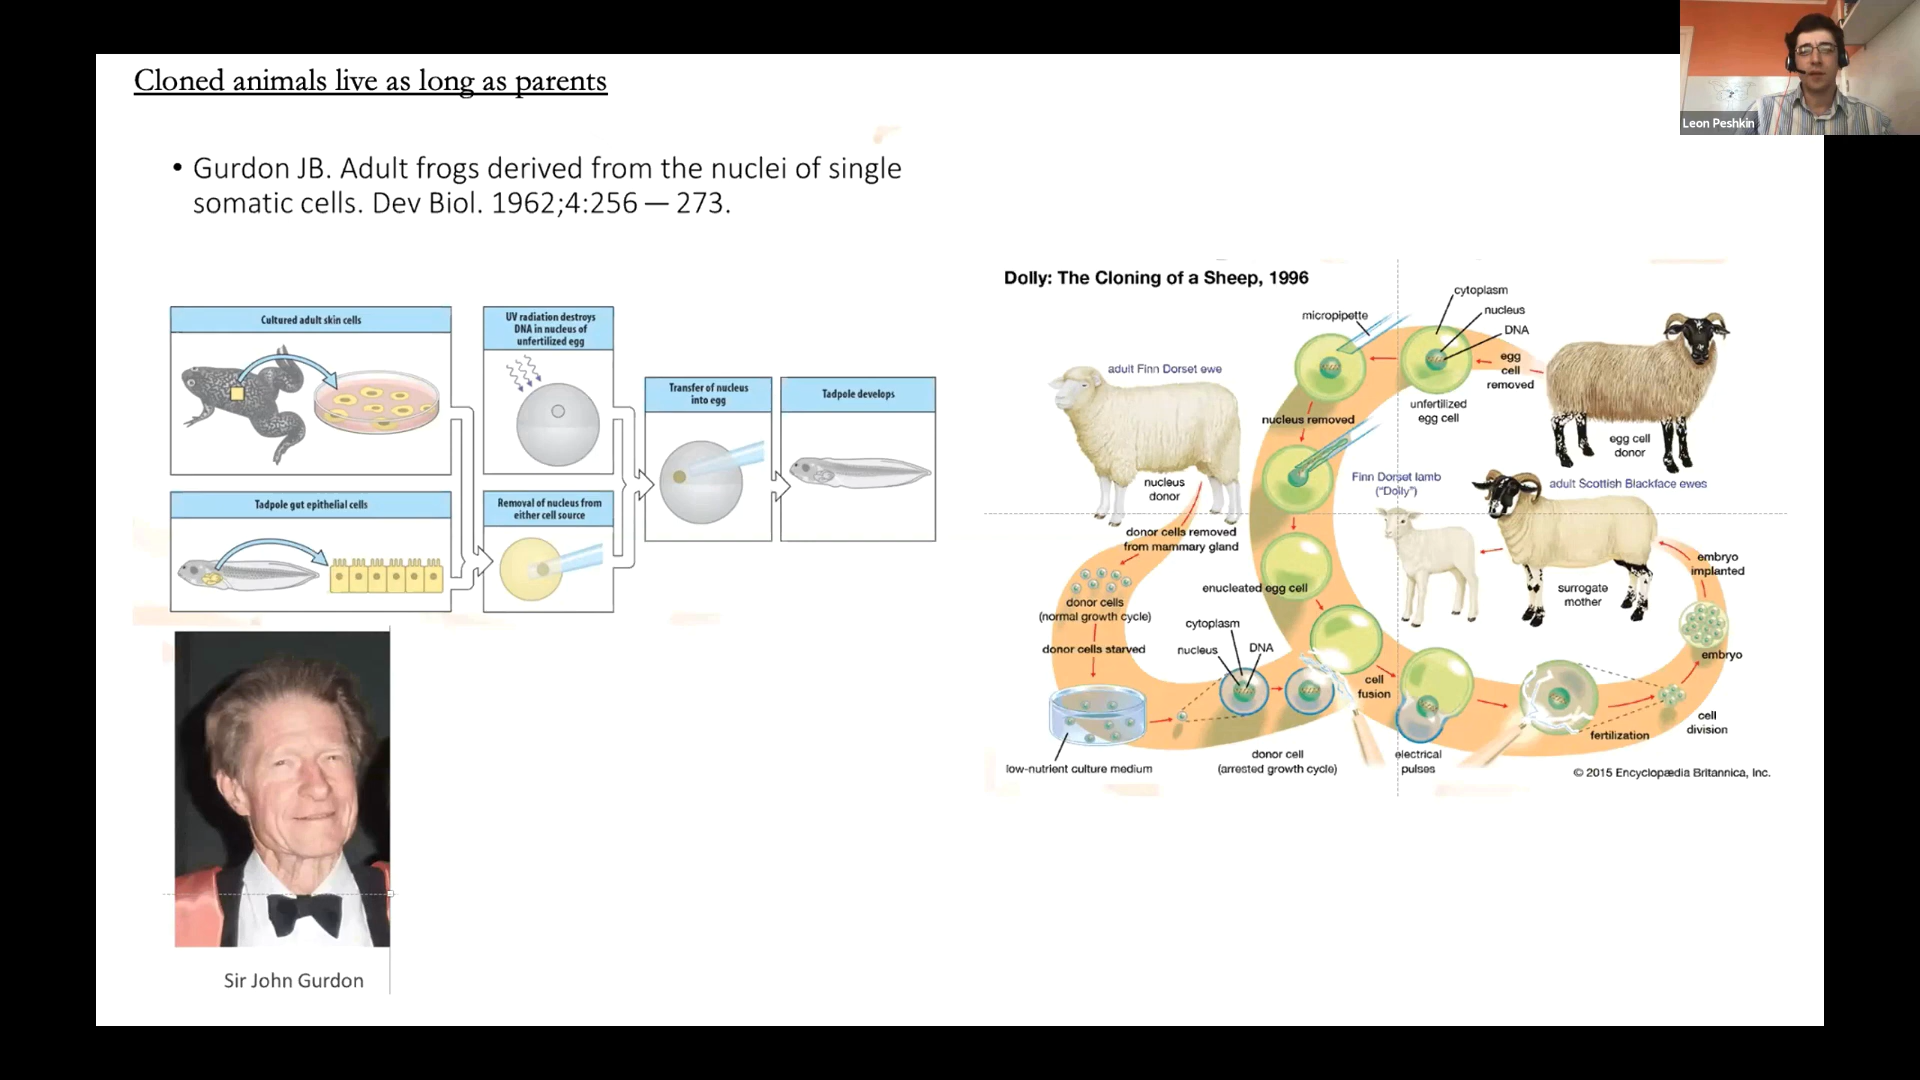 Cloned animals live as long as parents
Leon Peshkin
• Gurdon JB. Adult frogs derived from the nuclei of single
somatic cells. Dev Biol. 1962;4:256 — 273.
Cultured adult skin cells
UV radiation destroys
DNA in nucleus of
unfertilized egg
Transfer of nucleus
into egg
Tadpole develops
Tadpole gut epithelial cells
Removal of nucleus from
either cell source
Sir John Gurdon
Dolly: The Cloning of a Sheep, 1996
cytoplasm
nucleus
DNA
micropipette
egg
cell
removed
adult Finn Dorset ewe
unfertilized
egg cell
nucleus removed
egg cell
donor
nucleus
donor
Finn Dorset lamb
("Dolly")
adult Scottish Blackface ewes
donor cells removed
from mammary gland
embryo
implanted
enucleated egg cell
surrogate
mother
donor cells
(normal growth cycle)
cytoplasm
nucleus
DNA
donor cells starved
embryo
cell
fusion
cell
division
fertilization
low-nutrient culture medium
donor cell
(arrested growth cycle)
electrical
pulses
© 2015 Encyclopædia Britannica, Inc.